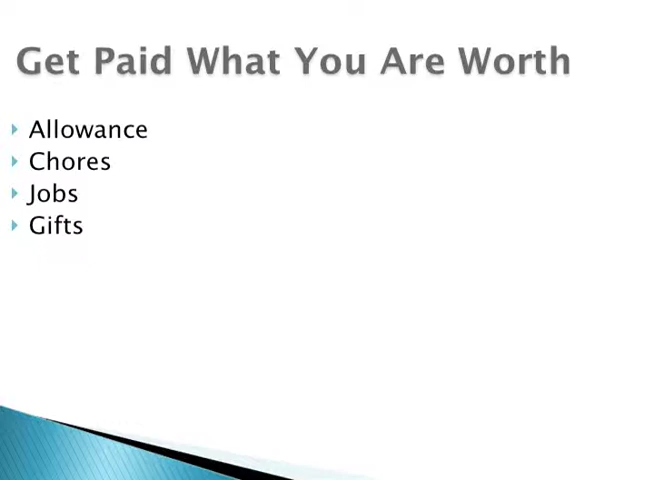 Get Paid What You Are Worth
Allowance
Chores
Jobs
Gifts